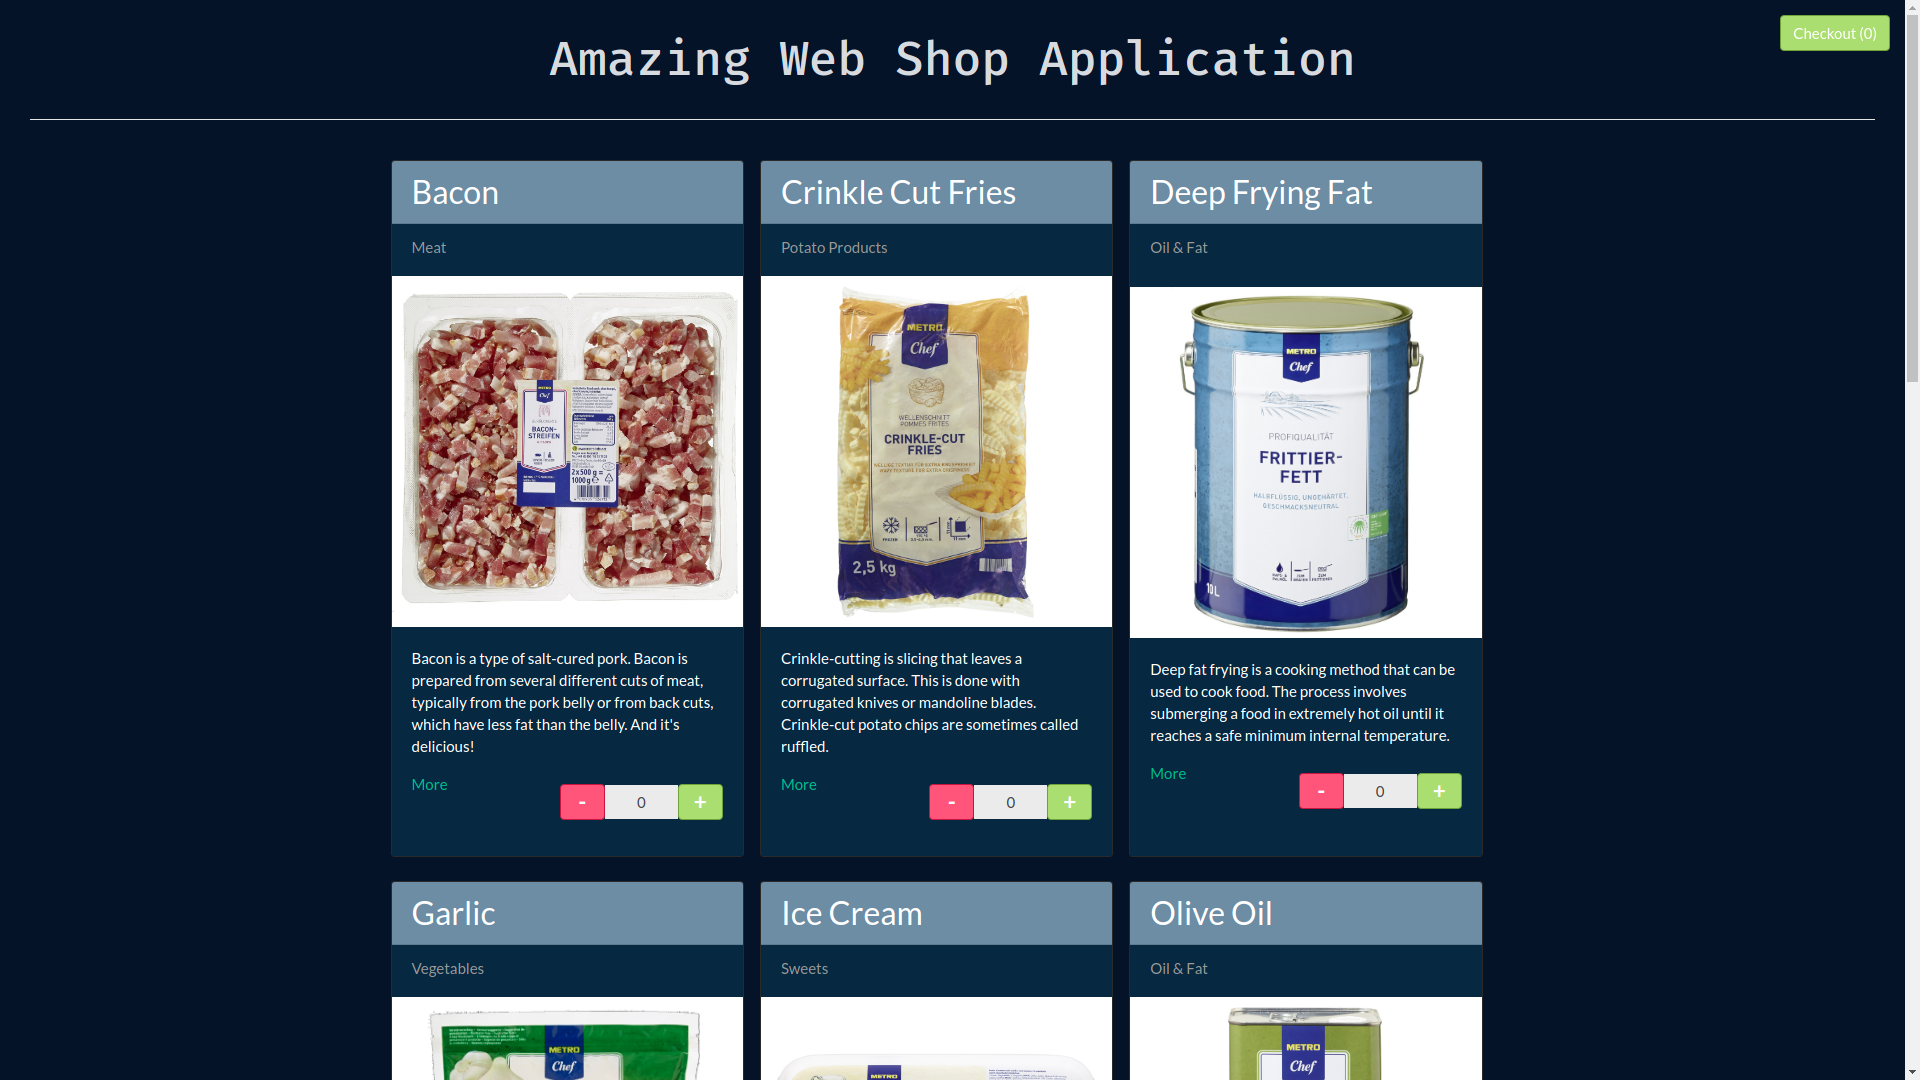 Amazing Web Shop Application
Checkout (0)
Bacon
Crinkle Cut Fries
Deep Frying Fat
Meat
Potato Products
Oil & Fat
METRO
Chef
BACON-
STREIFEN
2x500 g =
1000 g
METRO
Chef
WELLENSCHNITT
POMMES FRITES
CRINKLE-CUT
FRIES
2,5 kg
METRO
Chef
PROFIQUALITÄT
FRITTIER-
FETT
HALBFLÜSSIG, UNGEHÄRTET,
GESCHMACKSNEUTRAL
10 L
Bacon is a type of salt-cured pork. Bacon is
prepared from several different cuts of meat,
typically from the pork belly or from back cuts,
which have less fat than the belly. And it's
delicious!
More
- 0 +
Crinkle-cutting is slicing that leaves a
corrugated surface. This is done with
corrugated knives or mandoline blades.
Crinkle-cut potato chips are sometimes called
ruffled.
More
- 0 +
Deep fat frying is a cooking method that can be
used to cook food. The process involves
submerging a food in extremely hot oil until it
reaches a safe minimum internal temperature.
More
- 0 +
Garlic
Ice Cream
Olive Oil
Vegetables
Sweets
Oil & Fat
METRO
Chef
METRO
METRO
Chef